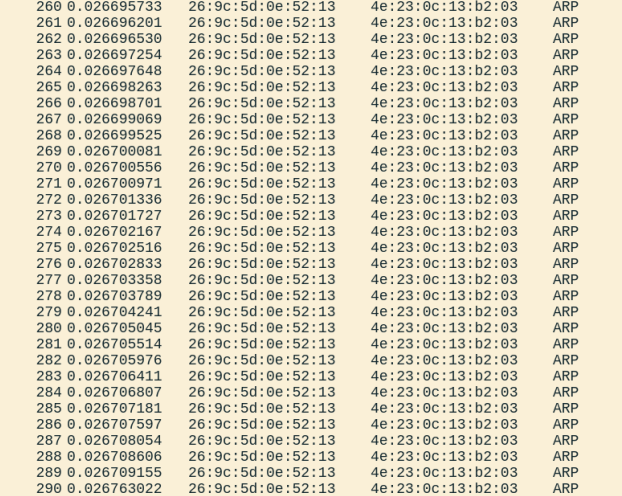 260 0.026695733 26:9c:5d:0e:52:13 4e:23:0c:13:b2:03 ARP
261 0.026696201 26:9c:5d:0e:52:13 4e:23:0c:13:b2:03 ARP
262 0.026696530 26:9c:5d:0e:52:13 4e:23:0c:13:b2:03 ARP
263 0.026697254 26:9c:5d:0e:52:13 4e:23:0c:13:b2:03 ARP
264 0.026697648 26:9c:5d:0e:52:13 4e:23:0c:13:b2:03 ARP
265 0.026698263 26:9c:5d:0e:52:13 4e:23:0c:13:b2:03 ARP
266 0.026698701 26:9c:5d:0e:52:13 4e:23:0c:13:b2:03 ARP
267 0.026699069 26:9c:5d:0e:52:13 4e:23:0c:13:b2:03 ARP
268 0.026699525 26:9c:5d:0e:52:13 4e:23:0c:13:b2:03 ARP
269 0.026700081 26:9c:5d:0e:52:13 4e:23:0c:13:b2:03 ARP
270 0.026700556 26:9c:5d:0e:52:13 4e:23:0c:13:b2:03 ARP
271 0.026700971 26:9c:5d:0e:52:13 4e:23:0c:13:b2:03 ARP
272 0.026701336 26:9c:5d:0e:52:13 4e:23:0c:13:b2:03 ARP
273 0.026701727 26:9c:5d:0e:52:13 4e:23:0c:13:b2:03 ARP
274 0.026702167 26:9c:5d:0e:52:13 4e:23:0c:13:b2:03 ARP
275 0.026702516 26:9c:5d:0e:52:13 4e:23:0c:13:b2:03 ARP
276 0.026702833 26:9c:5d:0e:52:13 4e:23:0c:13:b2:03 ARP
277 0.026703358 26:9c:5d:0e:52:13 4e:23:0c:13:b2:03 ARP
278 0.026703789 26:9c:5d:0e:52:13 4e:23:0c:13:b2:03 ARP
279 0.026704241 26:9c:5d:0e:52:13 4e:23:0c:13:b2:03 ARP
280 0.026705045 26:9c:5d:0e:52:13 4e:23:0c:13:b2:03 ARP
281 0.026705514 26:9c:5d:0e:52:13 4e:23:0c:13:b2:03 ARP
282 0.026705976 26:9c:5d:0e:52:13 4e:23:0c:13:b2:03 ARP
283 0.026706411 26:9c:5d:0e:52:13 4e:23:0c:13:b2:03 ARP
284 0.026706807 26:9c:5d:0e:52:13 4e:23:0c:13:b2:03 ARP
285 0.026707181 26:9c:5d:0e:52:13 4e:23:0c:13:b2:03 ARP
286 0.026707597 26:9c:5d:0e:52:13 4e:23:0c:13:b2:03 ARP
287 0.026708054 26:9c:5d:0e:52:13 4e:23:0c:13:b2:03 ARP
288 0.026708606 26:9c:5d:0e:52:13 4e:23:0c:13:b2:03 ARP
289 0.026709155 26:9c:5d:0e:52:13 4e:23:0c:13:b2:03 ARP
290 0.026763022 26:9c:5d:0e:52:13 4e:23:0c:13:b2:03 ARP